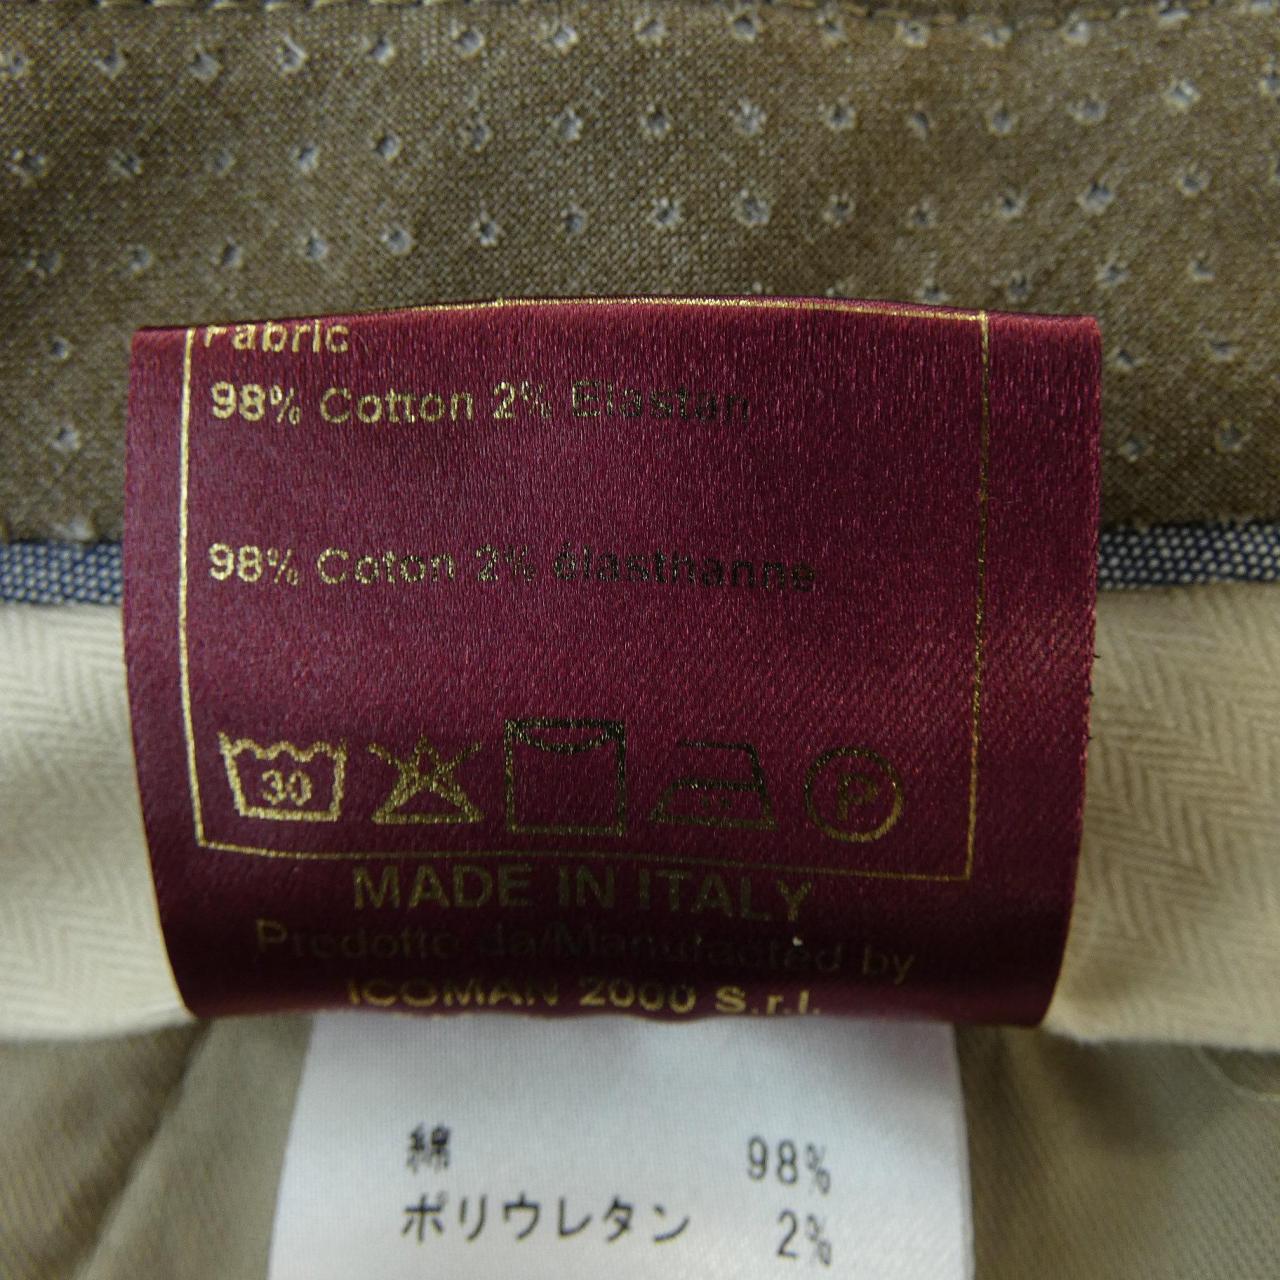 Fabric
98% Cotton 2% Elastan
98% Coton 2% élasthanne
30
P
MADE IN ITALY
Prodotto da/Manufacted by
ICOMAN 2000 S.r.l.
綿 98%
ポリウレタン 2%